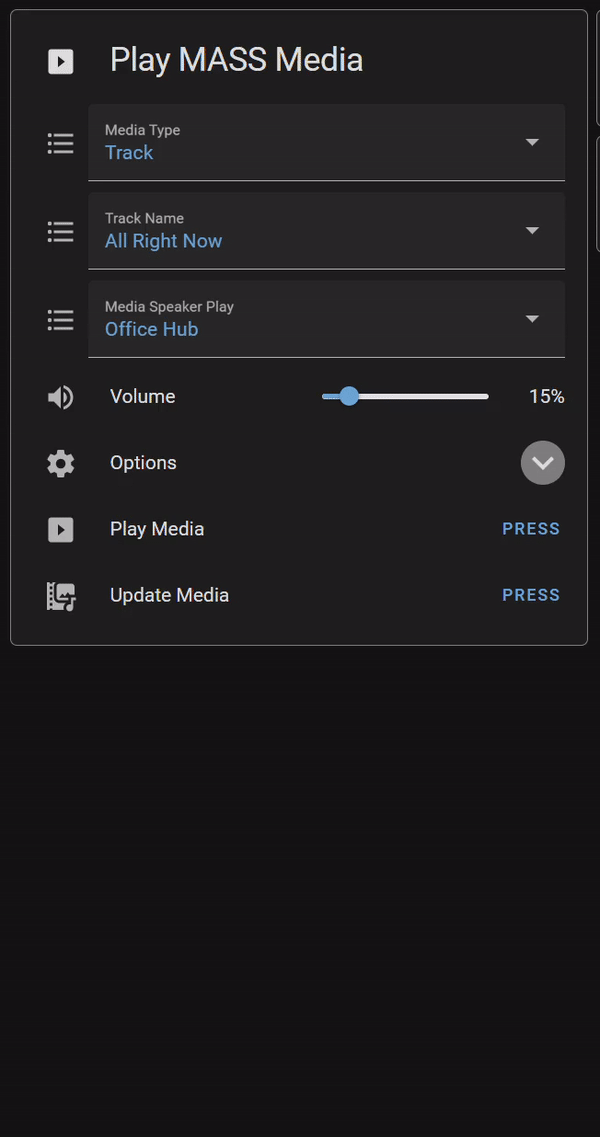 Play MASS Media
Media Type
Track
Track Name
All Right Now
Media Speaker Play
Office Hub
Volume 15%
Options
Play Media PRESS
Update Media PRESS